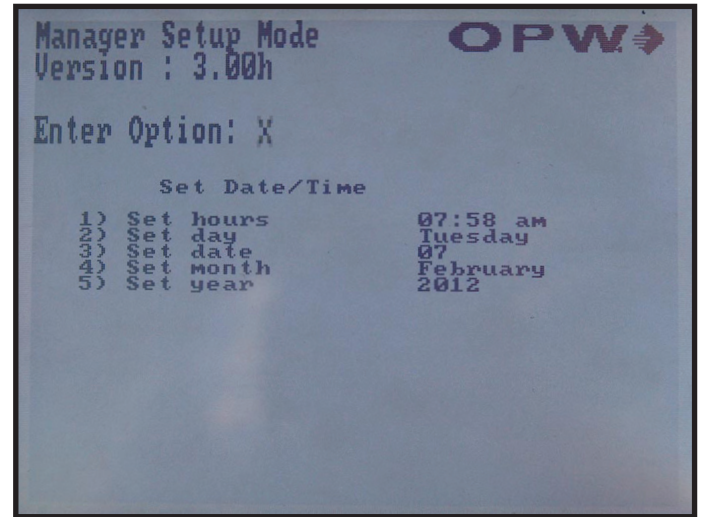 Manager Setup Mode
OPW
Version : 3.00h
Enter Option: X
Set Date/Time
1) Set hours 07:58 am
2) Set day Tuesday
3) Set date 07
4) Set month February
5) Set year 2012